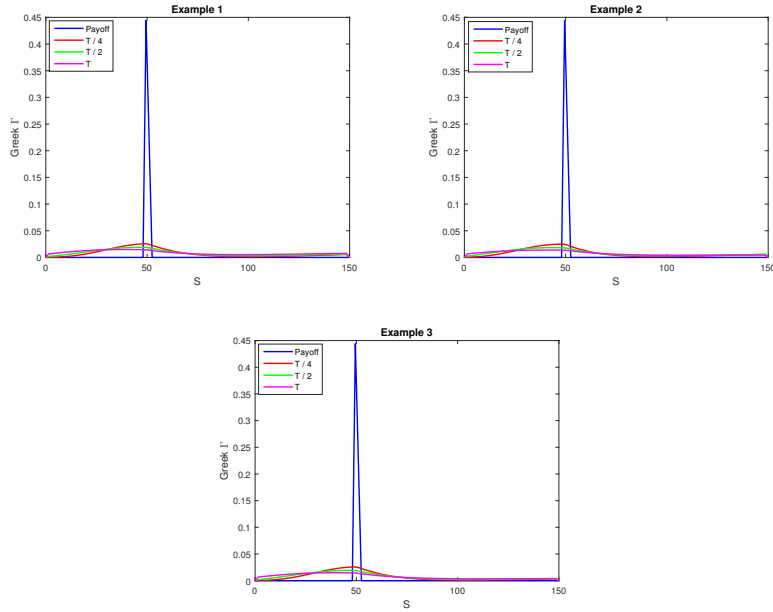 Example 1
Payoff
T / 4
T / 2
T
Greek Γ
0.45
0.4
0.35
0.3
0.25
0.2
0.15
0.1
0.05
0
0 50 100 150
S
Example 2
Payoff
T / 4
T / 2
T
Greek Γ
0.45
0.4
0.35
0.3
0.25
0.2
0.15
0.1
0.05
0
0 50 100 150
S
Example 3
Payoff
T / 4
T / 2
T
Greek Γ
0.45
0.4
0.35
0.3
0.25
0.2
0.15
0.1
0.05
0
0 50 100 150
S